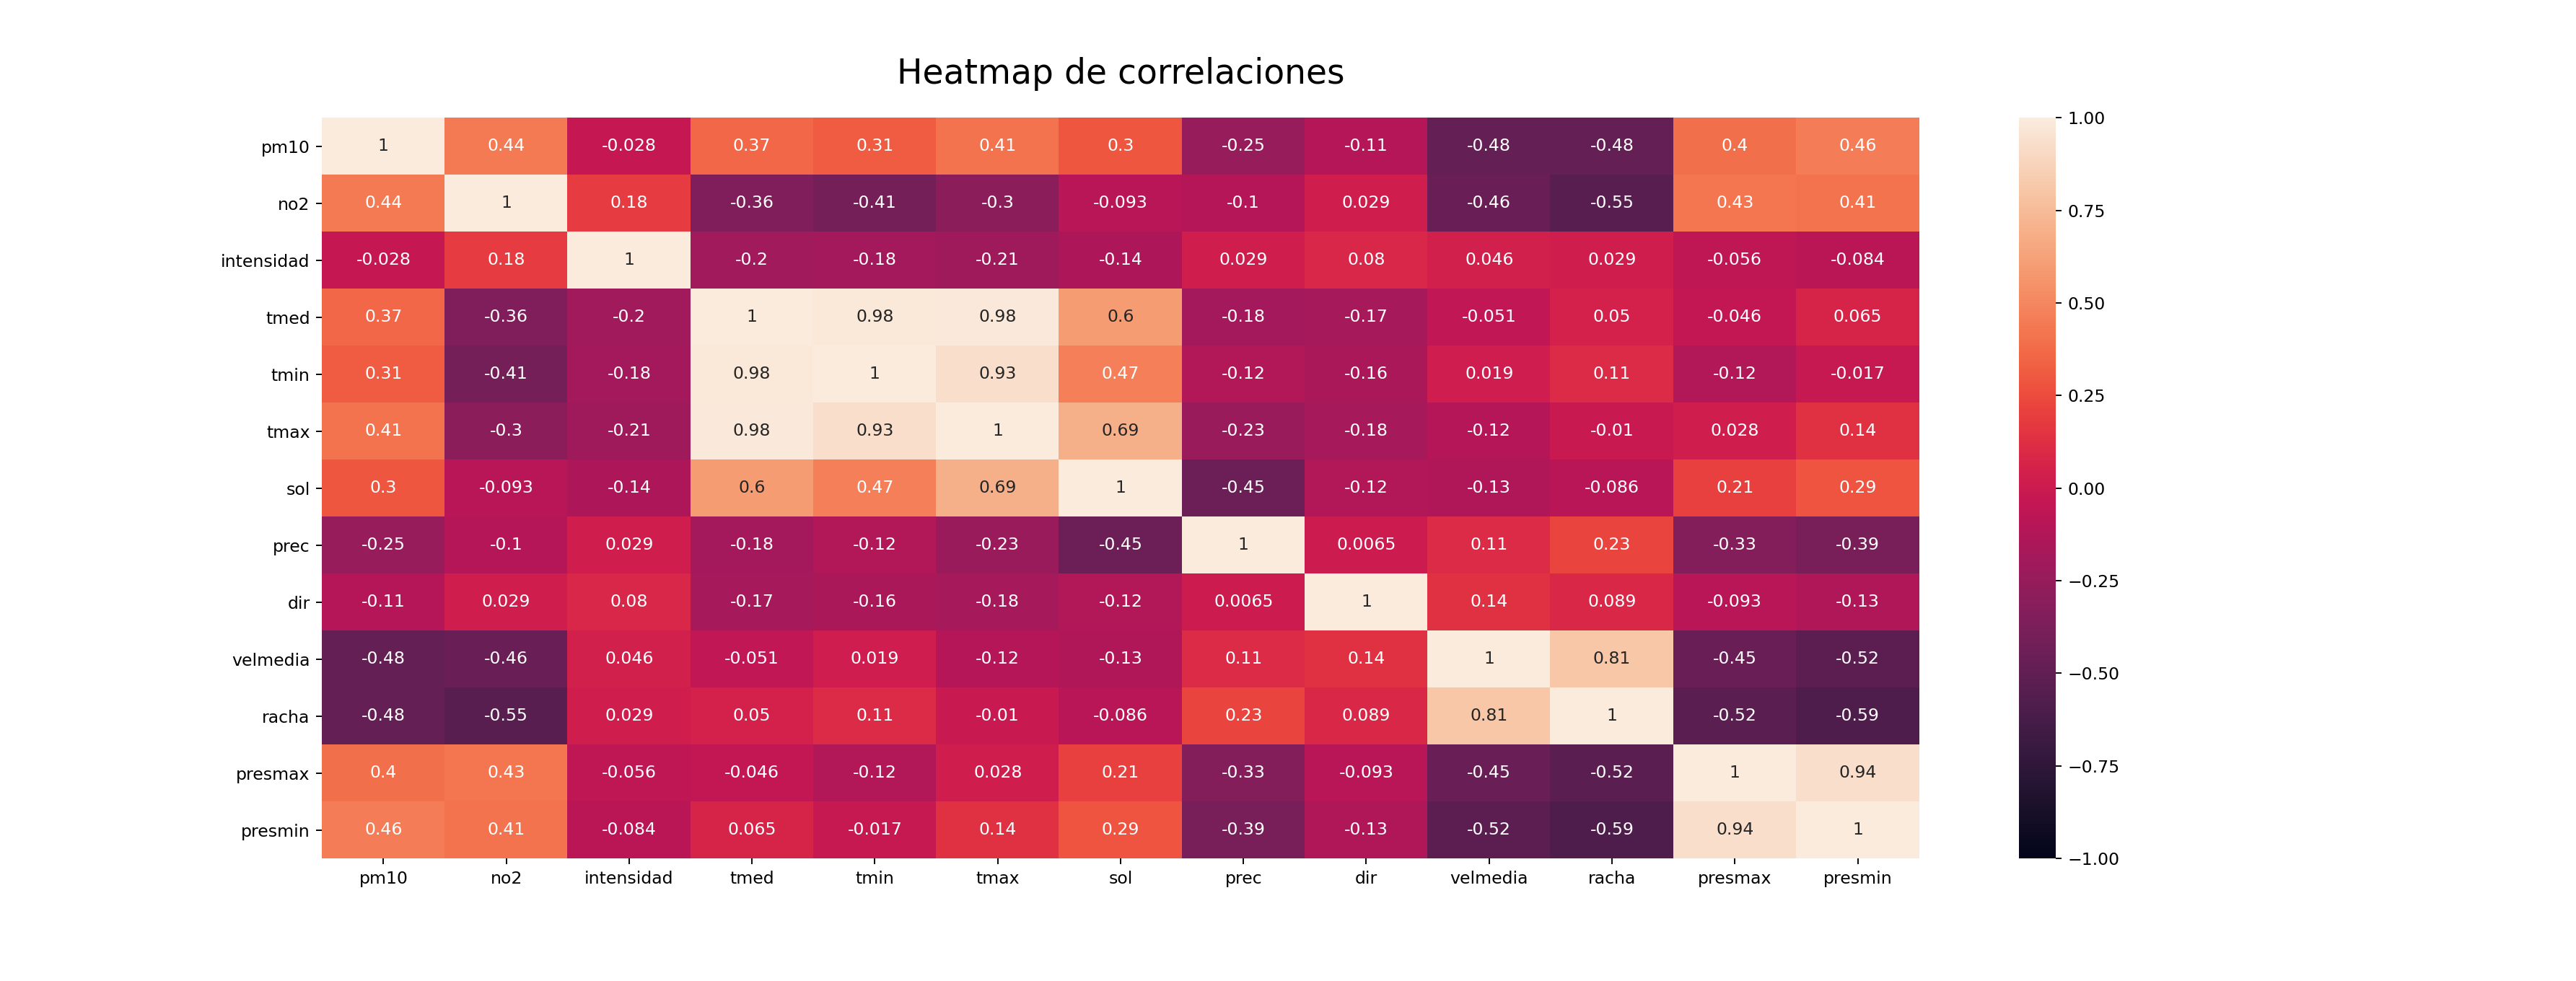 Heatmap de correlaciones
pm10 1 0.44 -0.028 0.37 0.31 0.41 0.3 -0.25 -0.11 -0.48 -0.48 0.4 0.46
no2 0.44 1 0.18 -0.36 -0.41 -0.3 -0.093 -0.1 0.029 -0.46 -0.55 0.43 0.41
intensidad -0.028 0.18 1 -0.2 -0.18 -0.21 -0.14 0.029 0.08 0.046 0.029 -0.056 -0.084
tmed 0.37 -0.36 -0.2 1 0.98 0.98 0.6 -0.18 -0.17 -0.051 0.05 -0.046 0.065
tmin 0.31 -0.41 -0.18 0.98 1 0.93 0.47 -0.12 -0.16 0.019 0.11 -0.12 -0.017
tmax 0.41 -0.3 -0.21 0.98 0.93 1 0.69 -0.23 -0.18 -0.12 -0.01 0.028 0.14
sol 0.3 -0.093 -0.14 0.6 0.47 0.69 1 -0.45 -0.12 -0.13 -0.086 0.21 0.29
prec -0.25 -0.1 0.029 -0.18 -0.12 -0.23 -0.45 1 0.0065 0.11 0.23 -0.33 -0.39
dir -0.11 0.029 0.08 -0.17 -0.16 -0.18 -0.12 0.0065 1 0.14 0.089 -0.093 -0.13
velmedia -0.48 -0.46 0.046 -0.051 0.019 -0.12 -0.13 0.11 0.14 1 0.81 -0.45 -0.52
racha -0.48 -0.55 0.029 0.05 0.11 -0.01 -0.086 0.23 0.089 0.81 1 -0.52 -0.59
presmax 0.4 0.43 -0.056 -0.046 -0.12 0.028 0.21 -0.33 -0.093 -0.45 -0.52 1 0.94
presmin 0.46 0.41 -0.084 0.065 -0.017 0.14 0.29 -0.39 -0.13 -0.52 -0.59 0.94 1
pm10 no2 intensidad tmed tmin tmax sol prec dir velmedia racha presmax presmin
1.00
0.75
0.50
0.25
0.00
−0.25
−0.50
−0.75
−1.00